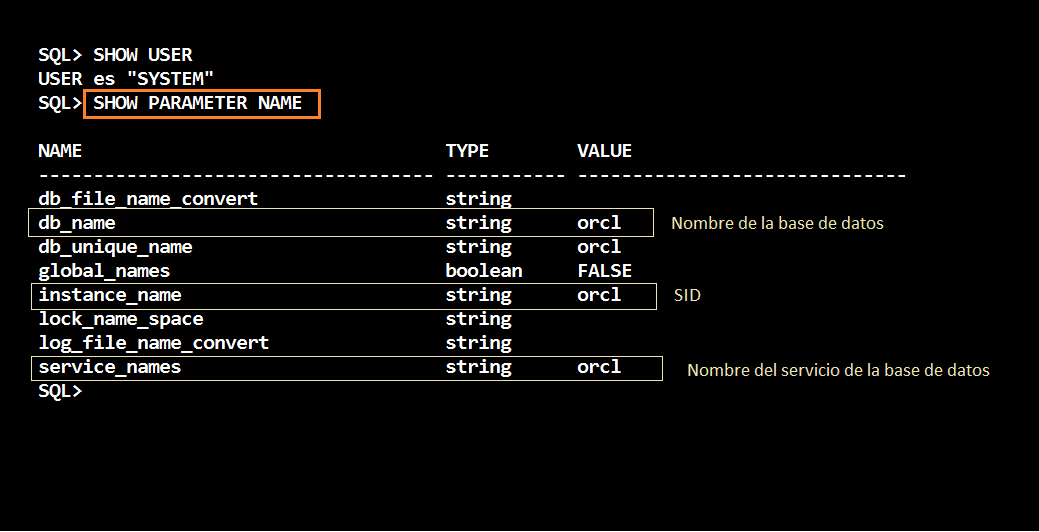 SQL> SHOW USER
USER es "SYSTEM"
SQL> SHOW PARAMETER NAME
NAME TYPE VALUE
------------------------------------ ----------- ------------------------------
db_file_name_convert string
db_name string orcl Nombre de la base de datos
db_unique_name string orcl
global_names boolean FALSE
instance_name string orcl SID
lock_name_space string
log_file_name_convert string
service_names string orcl Nombre del servicio de la base de datos
SQL>